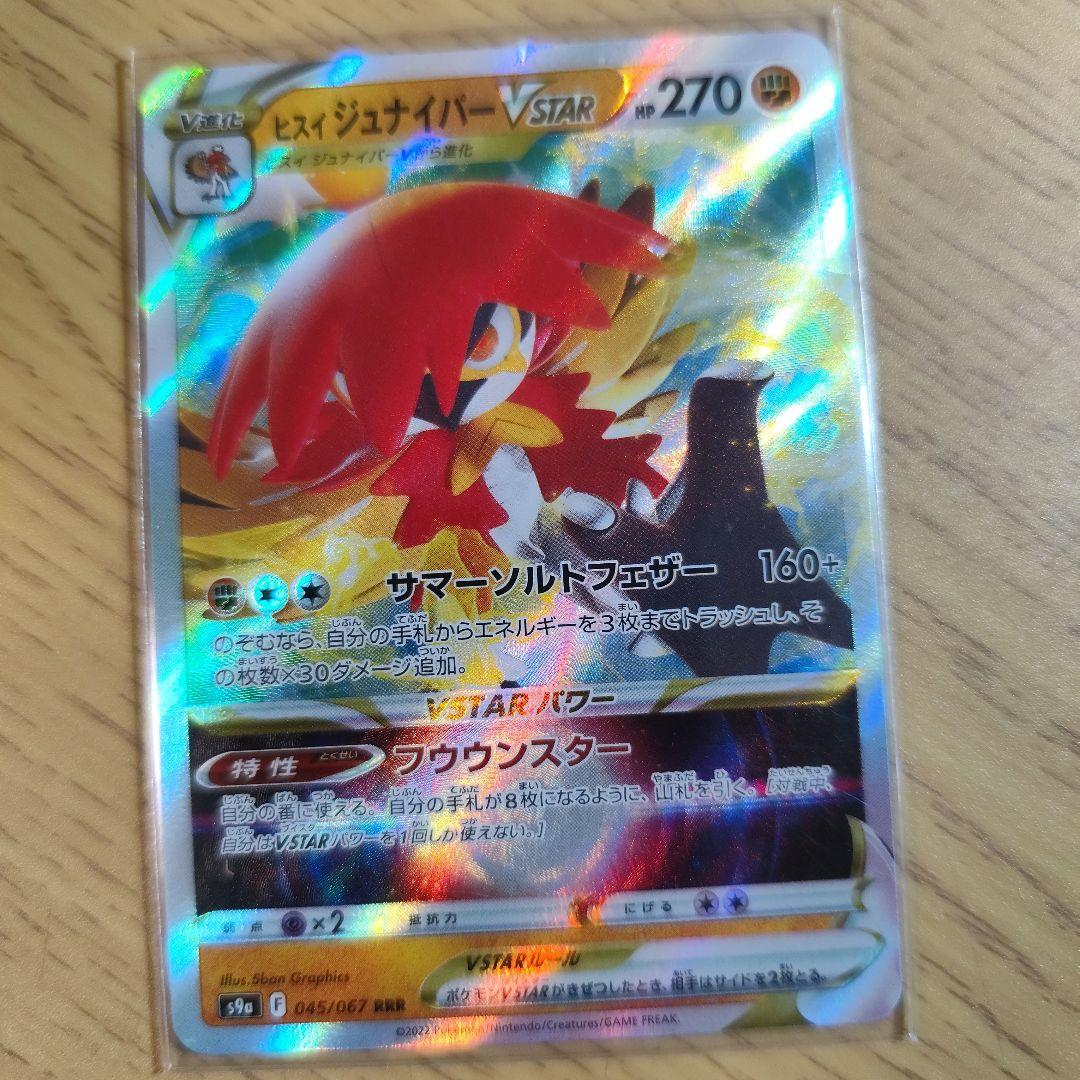 V進化
ヒスイ ジュナイパー VSTAR HP 270
スイ ジュナイパーVから進化
サマーソルトフェザー 160+
のぞむなら、自分の手札からエネルギーを3枚までトラッシュし、そ
の枚数×30ダメージ追加。
VSTARパワー
特性 フウウンスター
自分の番に使える。自分の手札が8枚になるように、山札を引く。[対戦中、
自分はVSTARパワーを1回しか使えない。]
弱点 ×2 抵抗力 にげる
VSTARルール
ポケモンVSTARがきぜつしたとき、相手はサイドを2枚とる。
Illus.5ban Graphics
s9a F 045/067 RRR
©2022 Pokémon/Nintendo/Creatures/GAME FREAK.